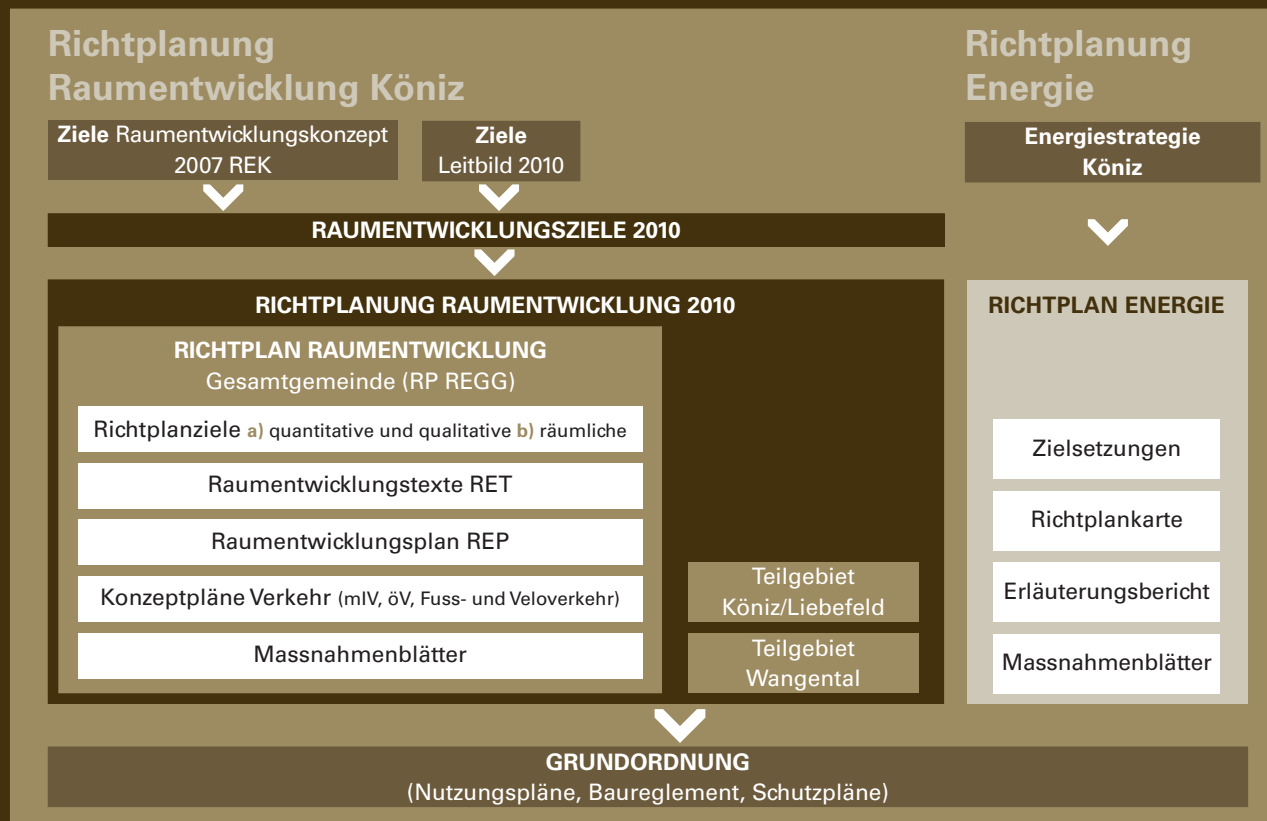 Richtplanung
Raumentwicklung Köniz
Ziele Raumentwicklungskonzept
2007 REK
Ziele
Leitbild 2010
RAUMENTWICKLUNGSZIELE 2010
RICHTPLANUNG RAUMENTWICKLUNG 2010
RICHTPLAN RAUMENTWICKLUNG
Gesamtgemeinde (RP REGG)
Richtplanziele a) quantitative und qualitative b) räumliche
Raumentwicklungstexte RET
Raumentwicklungsplan REP
Konzeptpläne Verkehr (mIV, öV, Fuss- und Veloverkehr)
Massnahmenblätter
Teilgebiet
Köniz/Liebefeld
Teilgebiet
Wangental
Richtplanung
Energie
Energiestrategie
Köniz
RICHTPLAN ENERGIE
Zielsetzungen
Richtplankarte
Erläuterungsbericht
Massnahmenblätter
GRUNDORDNUNG
(Nutzungspläne, Baureglement, Schutzpläne)